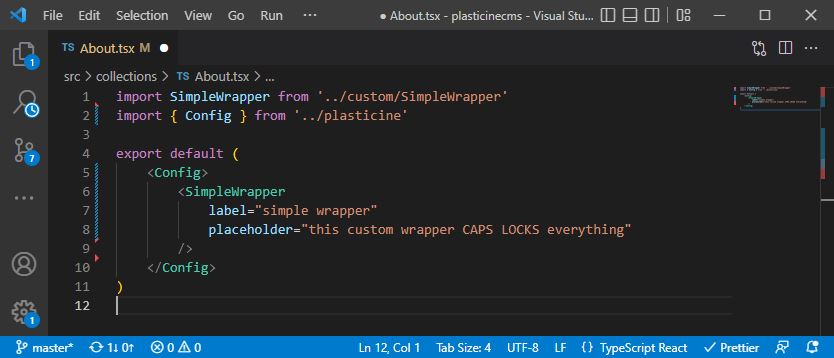 File Edit Selection View Go Run ··· ● About.tsx - plasticinecms - Visual Stu...
TS About.tsx M ●
src > collections > TS About.tsx > ...
1 import SimpleWrapper from '../custom/SimpleWrapper'
2 import { Config } from '../plasticine'
3
4 export default (
5 <Config>
6 <SimpleWrapper
7 label="simple wrapper"
8 placeholder="this custom wrapper CAPS LOCKS everything"
9 />
10 </Config>
11 )
12
1
7
1
master* 1↓ 0↑ 0 0 Ln 12, Col 1 Tab Size: 4 UTF-8 LF {} TypeScript React ✓ Prettier